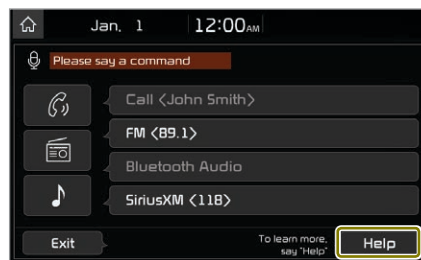 Jan. 1 12:00AM
Please say a command
Call <John Smith>
FM <89.1>
Bluetooth Audio
SiriusXM <118>
Exit
To learn more,
say "Help"
Help